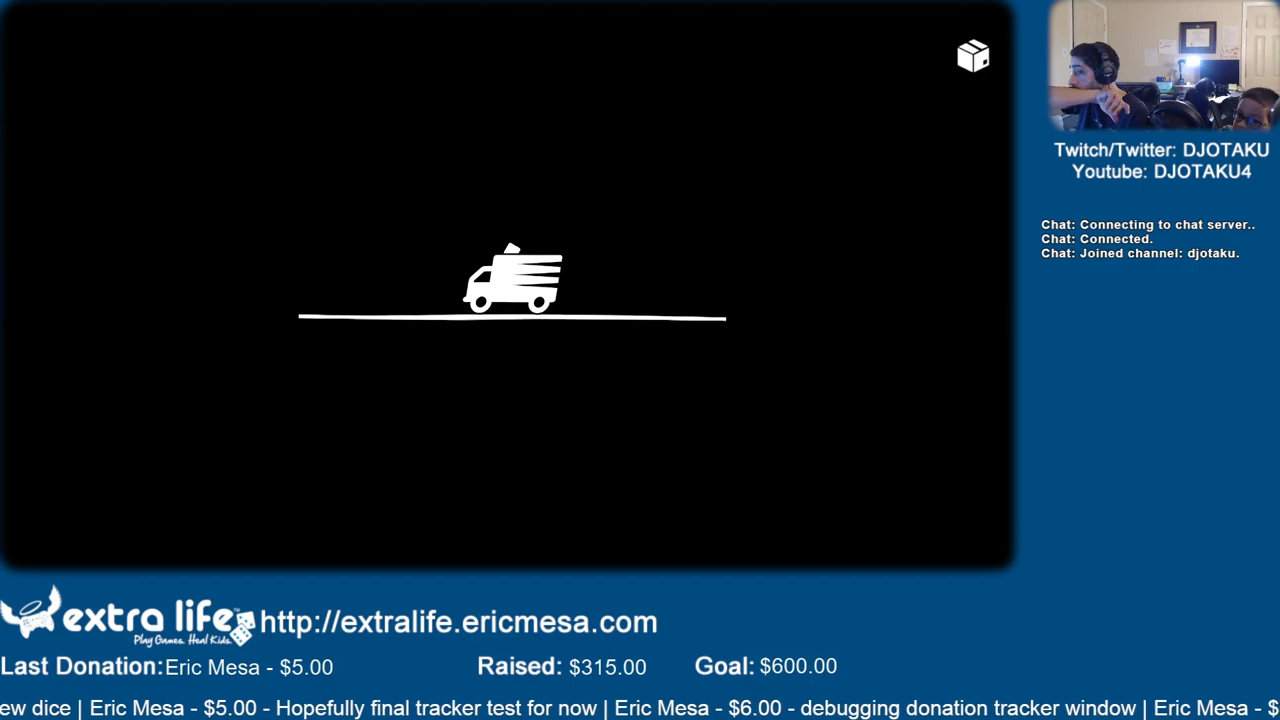 Twitch/Twitter: DJOTAKU
Youtube: DJOTAKU4
Chat: Connecting to chat server..
Chat: Connected.
Chat: Joined channel: djotaku.
extra life
Play Games. Heal Kids.
http://extralife.ericmesa.com
Last Donation: Eric Mesa - $5.00
Raised: $315.00
Goal: $600.00
ew dice | Eric Mesa - $5.00 - Hopefully final tracker test for now | Eric Mesa - $6.00 - debugging donation tracker window | Eric Mesa - $